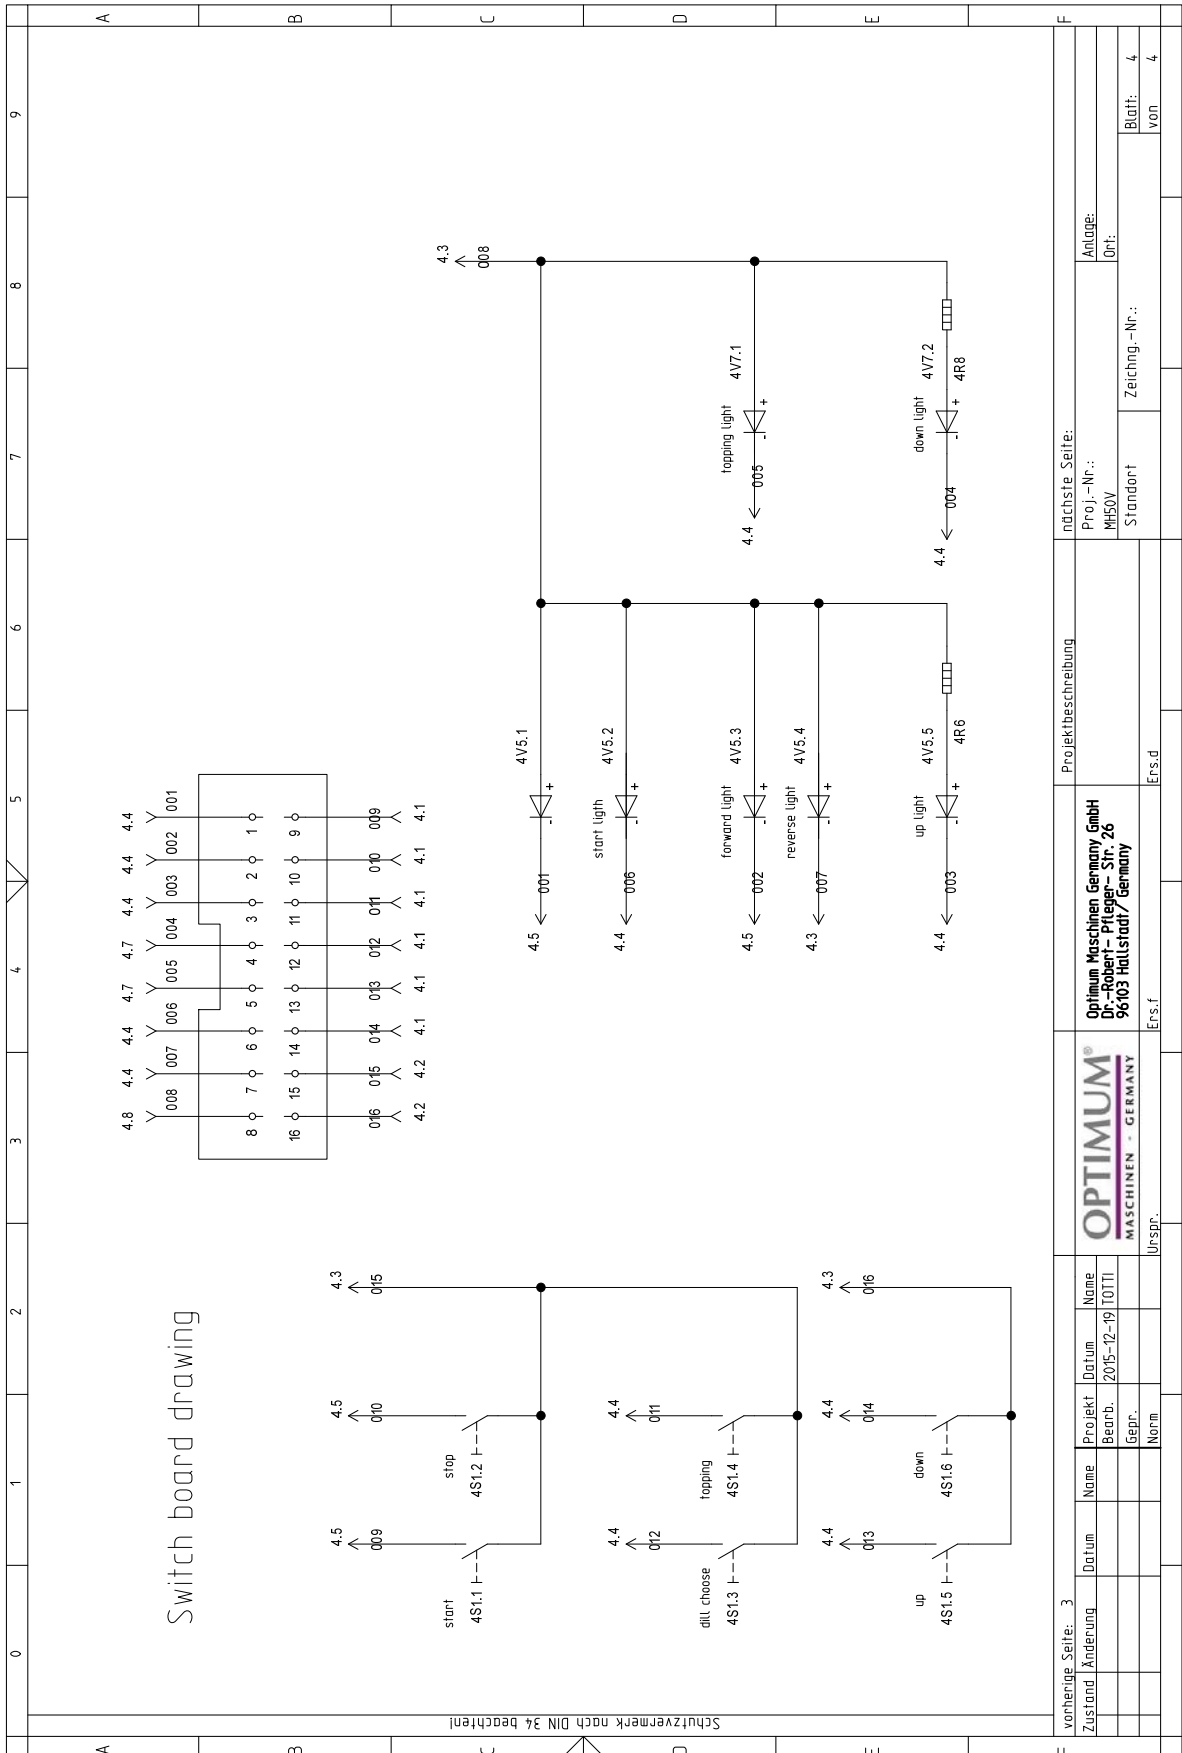 0 1 2 3 4 5 6 7 8 9
A
B
C
D
E
F
A
B
C
D
E
F
Schutzvermerk nach DIN 34 beachten!
Switch board drawing
4.8 4.4 4.4 4.7 4.7 4.4 4.4 4.4
008 007 006 005 004 003 002 001
8 7 6 5 4 3 2 1
16 15 14 13 12 11 10 9
016 015 014 013 012 011 010 009
4.2 4.2 4.1 4.1 4.1 4.1 4.1 4.1
4.5 4.5 4.3
009 010 015
start
4S1.1
stop
4S1.2
4.4 4.4
012 011
dill choose
4S1.3
topping
4S1.4
4.4 4.4 4.3
013 014 016
up
4S1.5
down
4S1.6
4.3
008
4.5 001 - + 4V5.1
start ligth
4.4 006 - + 4V5.2
forward light
4.5 002 - + 4V5.3
reverse light
4.3 007 - + 4V5.4
up light
4.4 003 - + 4V5.5
4R6
topping light
4.4 005 - + 4V7.1
down light
4.4 004 - + 4V7.2
4R8
vorherige Seite: 3
Zustand Änderung Datum Name
Projekt Datum Name
Bearb. 2015-12-19 TOTTI
Gepr.
Norm
Urspr.
OPTIMUM®
MASCHINEN - GERMANY
Ers.f
Optimum Maschinen Germany GmbH
Dr.-Robert- Pfleger- Str. 26
96103 Hallstadt/ Germany
Ers.d
Projektbeschreibung
nächste Seite:
Proj.-Nr.:
MH50V
Standort
Zeichng.-Nr.:
Anlage:
Ort:
Blatt: 4
von 4